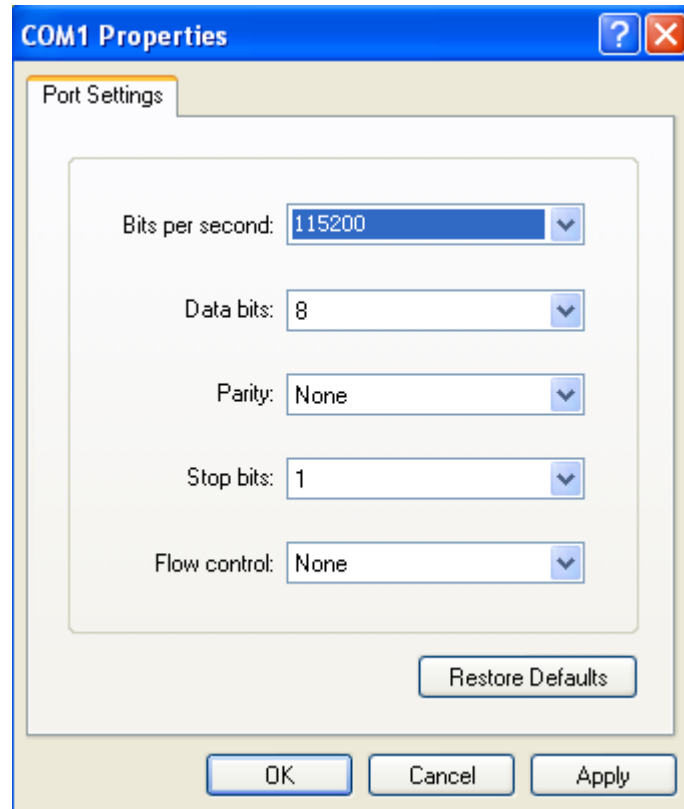 COM1 Properties
Port Settings
Bits per second: 115200
Data bits: 8
Parity: None
Stop bits: 1
Flow control: None
Restore Defaults
OK Cancel Apply